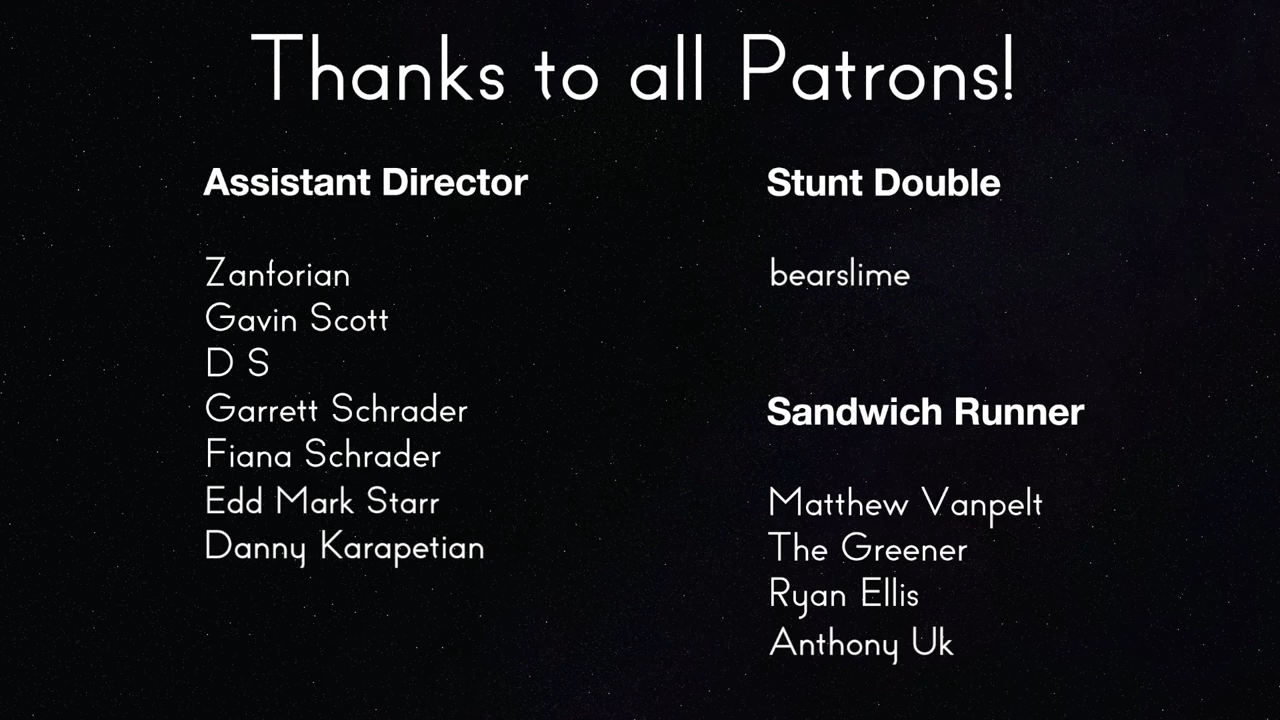 Thanks to all Patrons!
Assistant Director
Zanforian
Gavin Scott
D S
Garrett Schrader
Fiana Schrader
Edd Mark Starr
Danny Karapetian
Stunt Double
bearslime
Sandwich Runner
Matthew Vanpelt
The Greener
Ryan Ellis
Anthony Uk